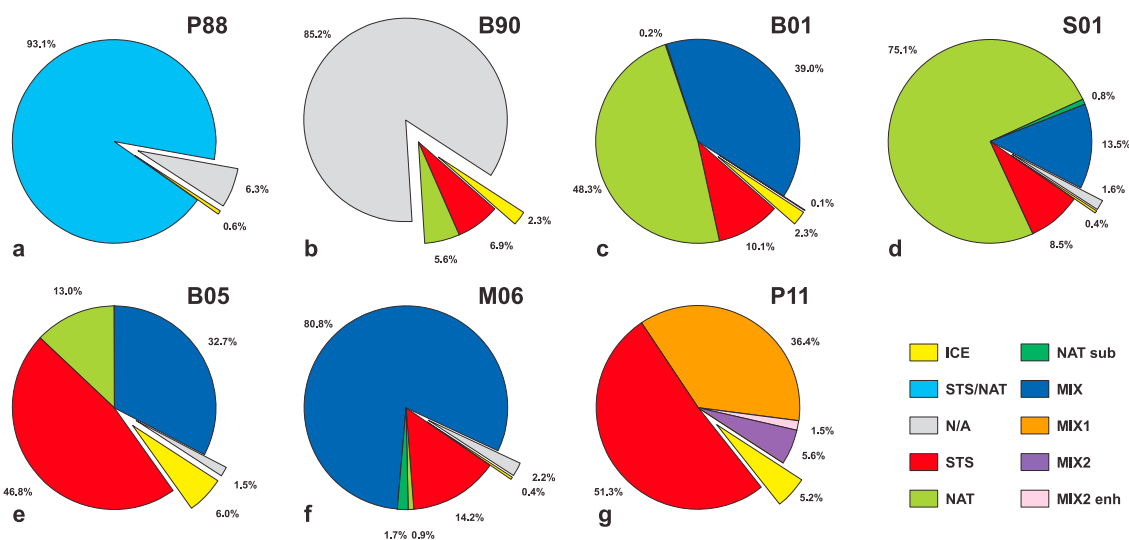 P88
93.1%
6.3%
0.6%
a
B90
85.2%
2.3%
6.9%
5.6%
b
B01
0.2%
39.0%
48.3%
0.1%
2.3%
10.1%
c
S01
75.1%
0.8%
13.5%
1.6%
0.4%
8.5%
d
B05
13.0%
32.7%
46.8%
1.5%
6.0%
e
M06
80.8%
2.2%
0.4%
14.2%
1.7%
0.9%
f
P11
36.4%
1.5%
5.6%
51.3%
5.2%
g
ICE
STS/NAT
N/A
STS
NAT
NAT sub
MIX
MIX1
MIX2
MIX2 enh